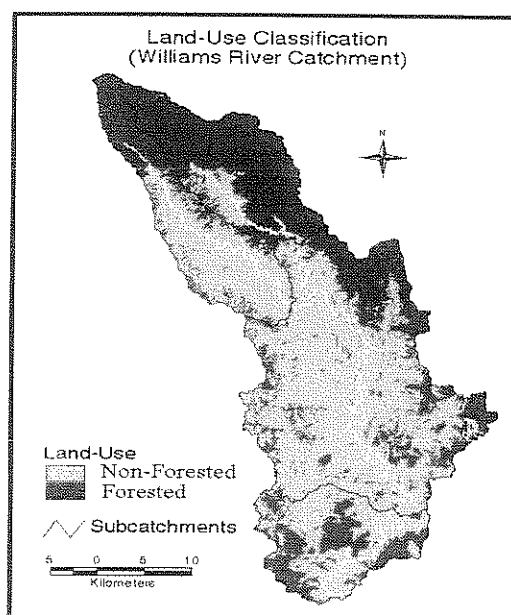 Land-Use Classification
(Williams River Catchment)
N
Land-Use
Non-Forested
Forested
Subcatchments
5 0 5 10
Kilometers